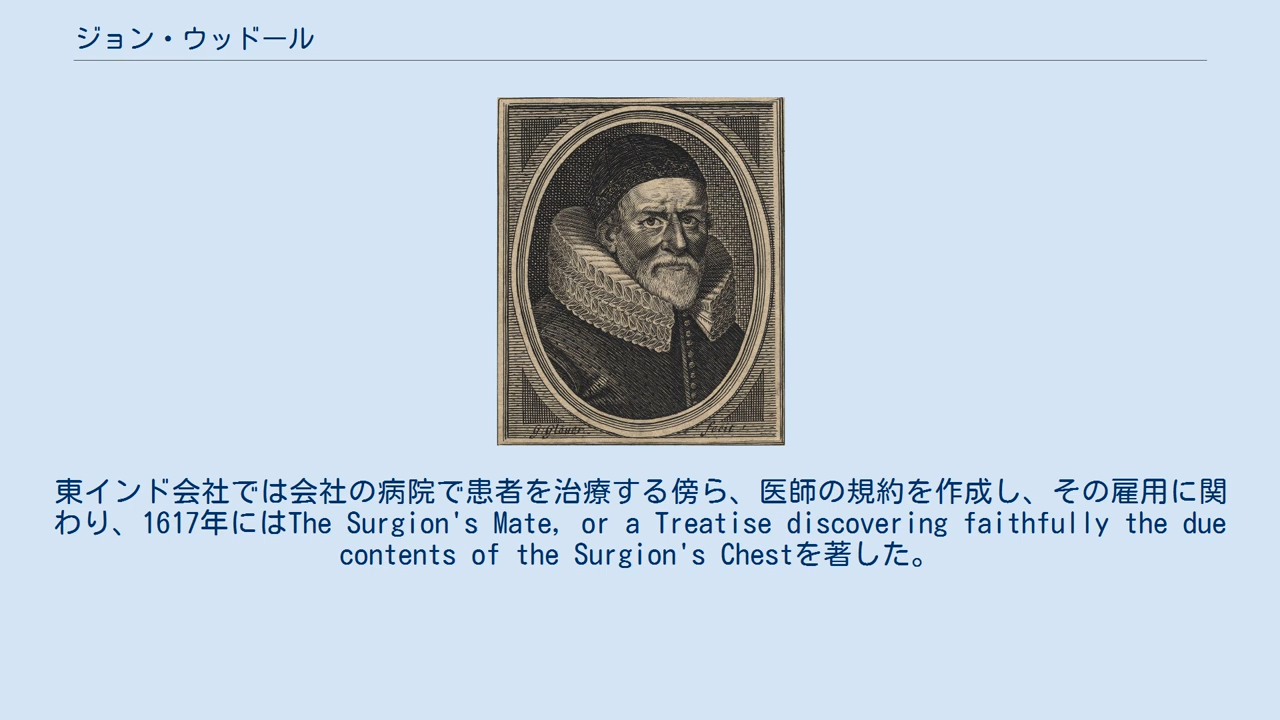 ジョン・ウッドール
東インド会社では会社の病院で患者を治療する傍ら、医師の規約を作成し、その雇用に関
わり、1617年にはThe Surgion's Mate, or a Treatise discovering faithfully the due
contents of the Surgion's Chestを著した。